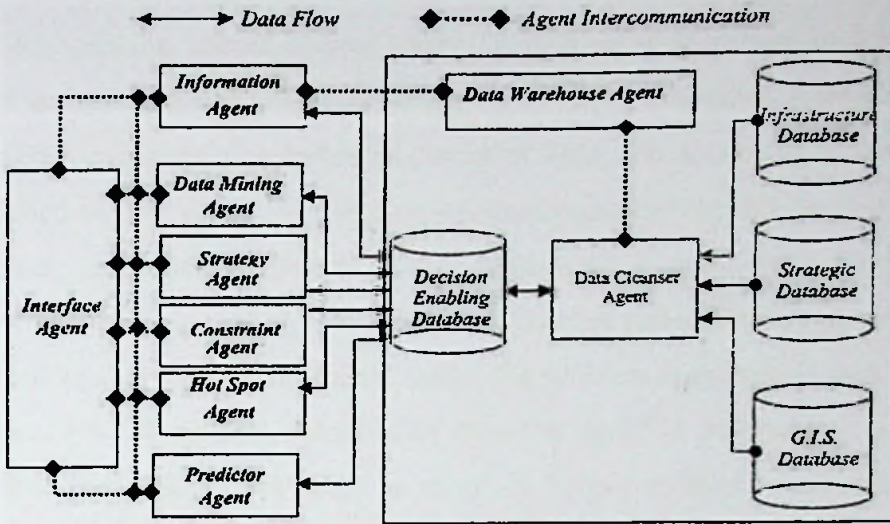 Data Flow
Agent Intercommunication
Information
Agent
Data Warehouse Agent
Infrastructure
Database
Data Mining
Agent
Strategy
Agent
Interface
Agent
Constraint
Agent
Hot Spot
Agent
Predictor
Agent
Decision
Enabling
Database
Data Cleanser
Agent
Strategic
Database
G.I.S.
Database